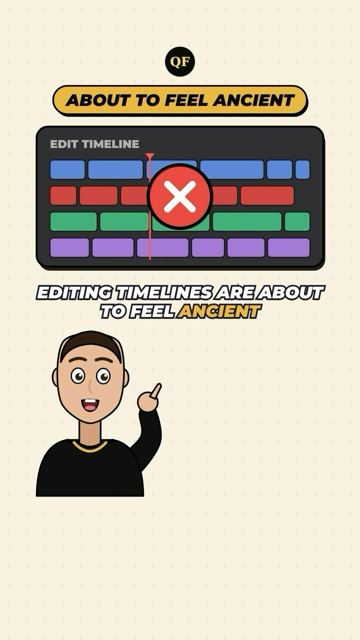 QF
ABOUT TO FEEL ANCIENT
EDIT TIMELINE
EDITING TIMELINES ARE ABOUT
TO FEEL ANCIENT